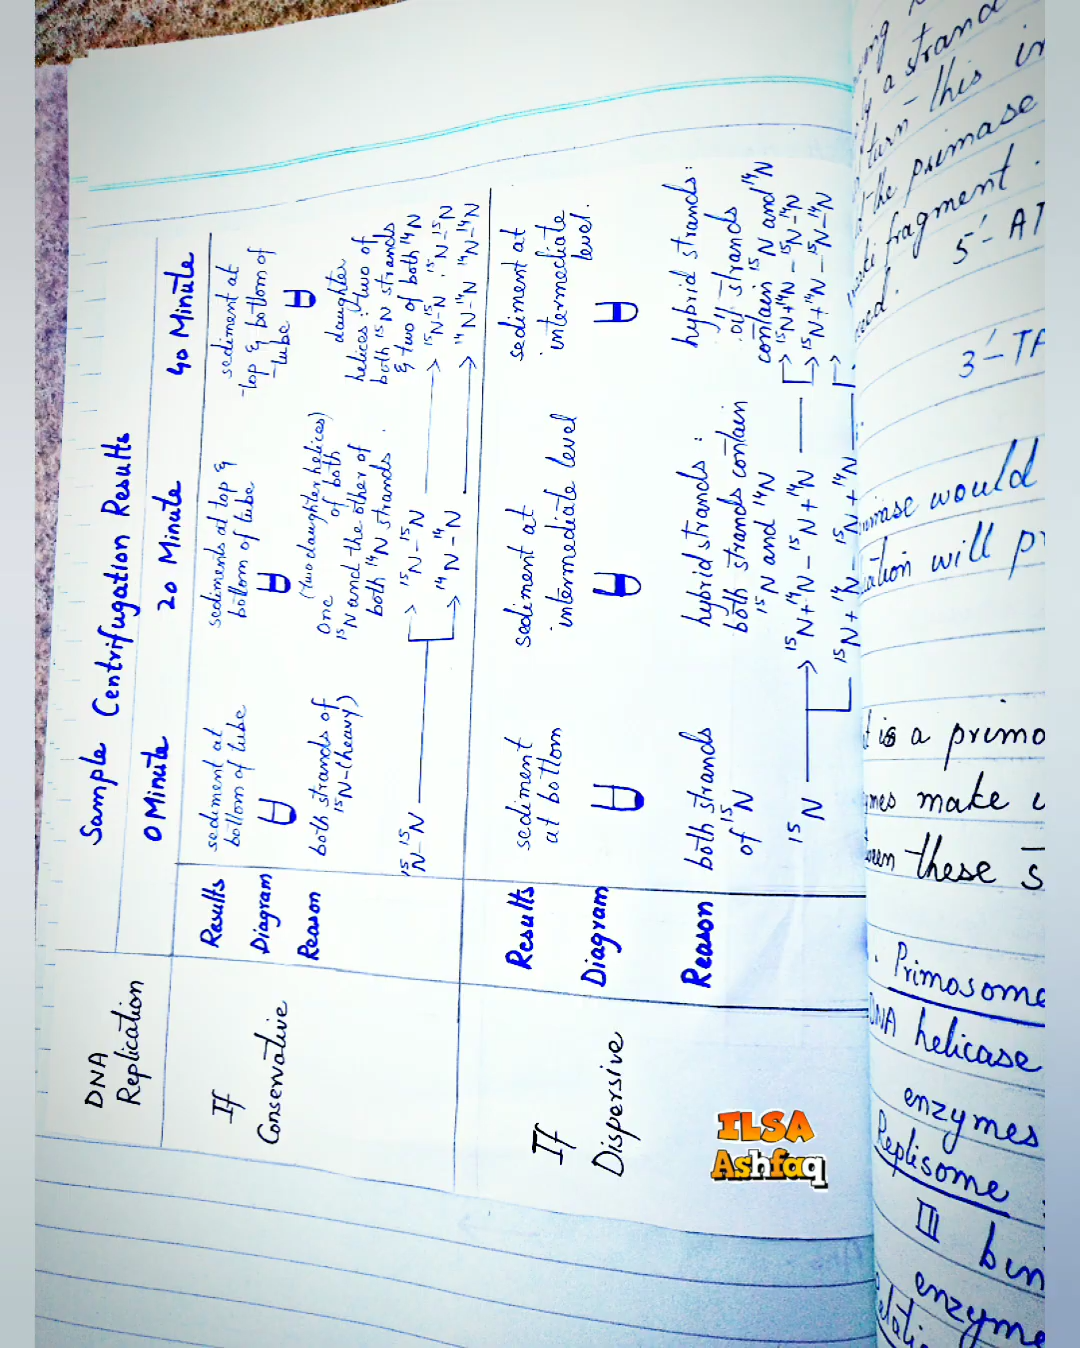 Sample Centrifugation Results
DNA
Replication
0 Minute
20 Minute
40 Minute
If
Conservative
Results
sediment at
bottom of tube
sediments at top &
bottom of tube
sediment at
top & bottom of
tube
Diagram
Reason
both strands of
¹⁵N-(heavy)
(two daughter helices)
One of both
¹⁵N and the other of
both ¹⁴N strands.
daughter
helices: two of
both ¹⁵N strands
& two of both ¹⁴N
¹⁵N-¹⁵N
¹⁵N-¹⁵N
¹⁴N-¹⁴N
¹⁵N-¹⁵N, ¹⁵N-¹⁵N
¹⁴N-¹⁴N ¹⁴N-¹⁴N
If
Dispersive
Results
sediment
at bottom
sediment at
intermediate level
sediment at
intermediate
level.
Diagram
Reason
both strands
of ¹⁵N
hybrid strands:
both strands contain
¹⁵N and ¹⁴N
hybrid strands:
all strands
contain ¹⁵N and ¹⁴N
¹⁵N
¹⁵N+¹⁴N-¹⁵N+¹⁴N
¹⁵N+¹⁴N-¹⁵N+¹⁴N
¹⁵N+¹⁴N-¹⁵N-¹⁴N
¹⁵N+¹⁴N-¹⁵N-¹⁴N
ILSA
Ashfaq
a strand
turn - this in
the primase
fragment.
5'- AT
3'- TA
would
will
is a primo
make
these
Primosome
DNA helicase
enzymes
Replisome
III bin
enzyme